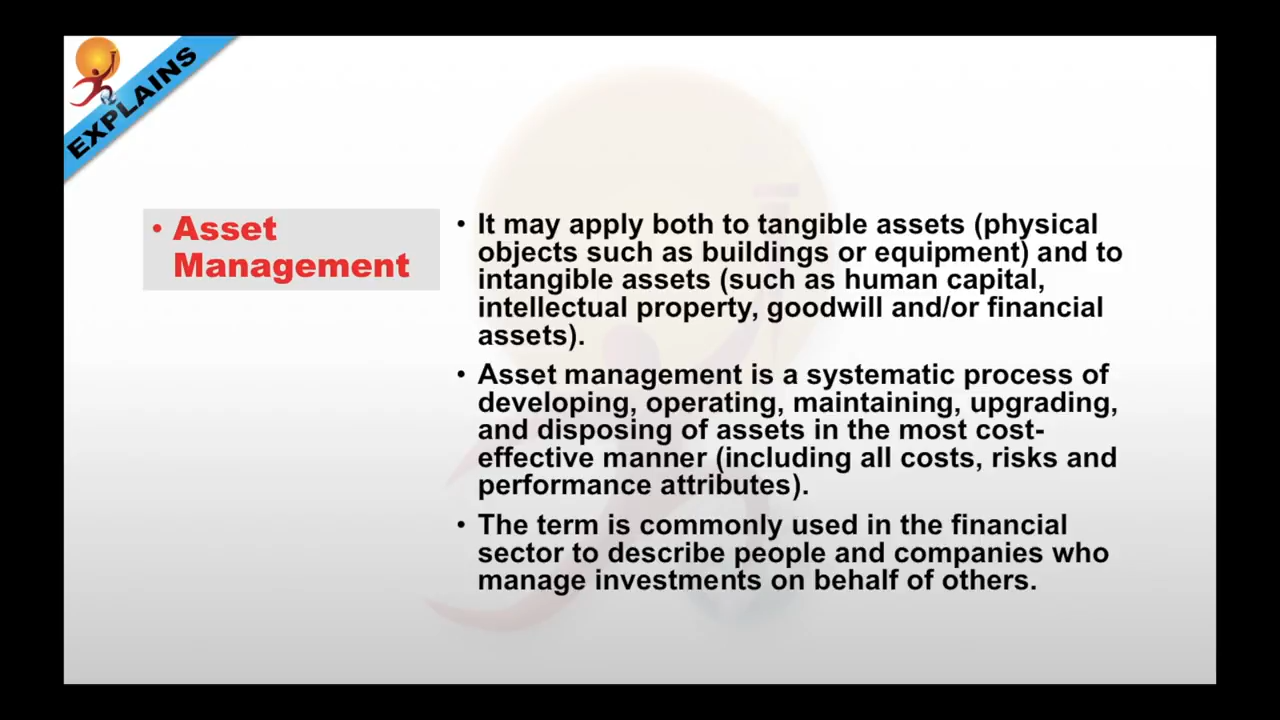 EXPLAINS
• Asset
Management
• It may apply both to tangible assets (physical
objects such as buildings or equipment) and to
intangible assets (such as human capital,
intellectual property, goodwill and/or financial
assets).
• Asset management is a systematic process of
developing, operating, maintaining, upgrading,
and disposing of assets in the most cost-
effective manner (including all costs, risks and
performance attributes).
• The term is commonly used in the financial
sector to describe people and companies who
manage investments on behalf of others.